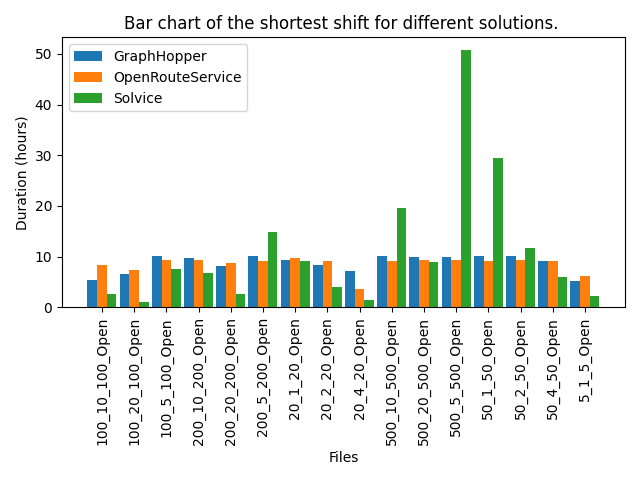 Bar chart of the shortest shift for different solutions.
GraphHopper
OpenRouteService
Solvice
Duration (hours)
50
40
30
20
10
0
100_10_100_Open
100_20_100_Open
100_5_100_Open
200_10_200_Open
200_20_200_Open
200_5_200_Open
20_1_20_Open
20_2_20_Open
20_4_20_Open
500_10_500_Open
500_20_500_Open
500_5_500_Open
50_1_50_Open
50_2_50_Open
50_4_50_Open
5_1_5_Open
Files